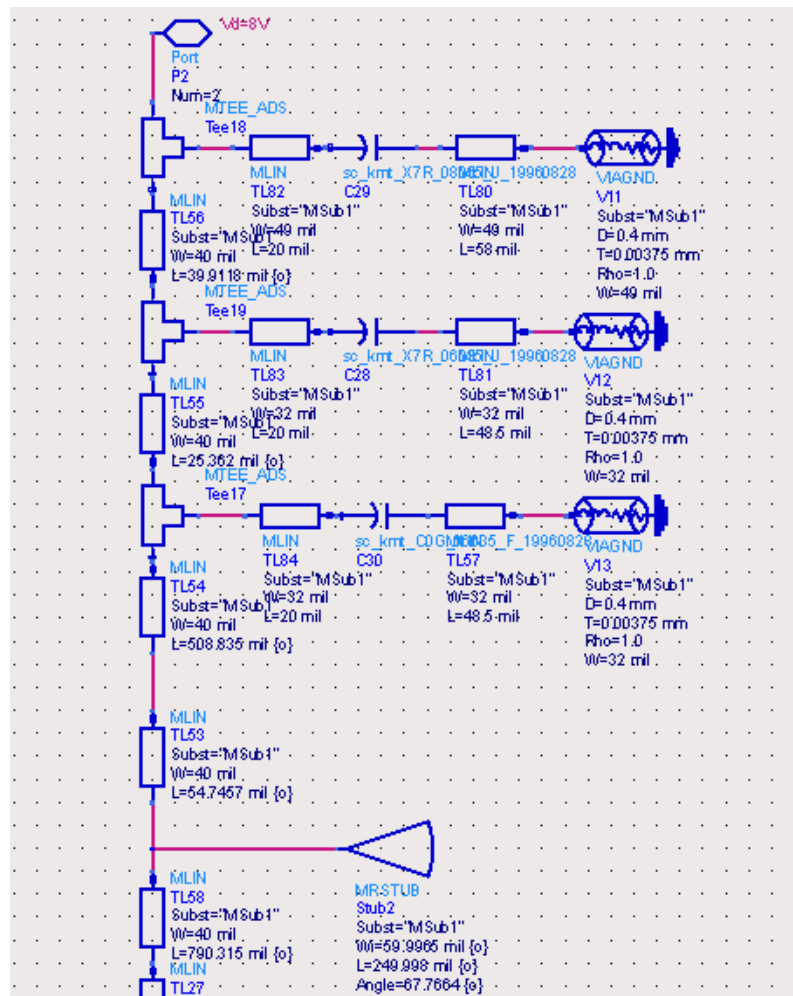 Vd=8V
Port
P2
Num=2
MTEE_ADS
Tee18
MLIN
TL82
Subst="MSub1"
W=49 mil
L=20 mil
C29
TL80
Subst="MSub1"
W=49 mil
L=58 mil
VIAGND
V11
Subst="MSub1"
D=0.4 mm
T=0.00375 mm
Rho=1.0
W=49 mil
MLIN
TL56
Subst="MSub1"
W=40 mil
L=39.9118 mil {o}
MTEE_ADS
Tee19
MLIN
TL83
Subst="MSub1"
W=32 mil
L=20 mil
C28
TL81
Subst="MSub1"
W=32 mil
L=48.5 mil
VIAGND
V12
Subst="MSub1"
D=0.4 mm
T=0.00375 mm
Rho=1.0
W=32 mil
MLIN
TL55
Subst="MSub1"
W=40 mil
L=25.362 mil {o}
MTEE_ADS
Tee17
MLIN
TL84
Subst="MSub1"
W=32 mil
L=20 mil
C30
TL57
Subst="MSub1"
W=32 mil
L=48.5 mil
VIAGND
V13
Subst="MSub1"
D=0.4 mm
T=0.00375 mm
Rho=1.0
W=32 mil
MLIN
TL54
Subst="MSub1"
W=40 mil
L=508.835 mil {o}
MLIN
TL53
Subst="MSub1"
W=40 mil
L=54.7457 mil {o}
MRSTUB
Stub2
Subst="MSub1"
Wi=59.9965 mil {o}
L=249.998 mil {o}
Angle=67.7664 {o}
MLIN
TL58
Subst="MSub1"
W=40 mil
L=790.315 mil {o}
MLIN
TL27